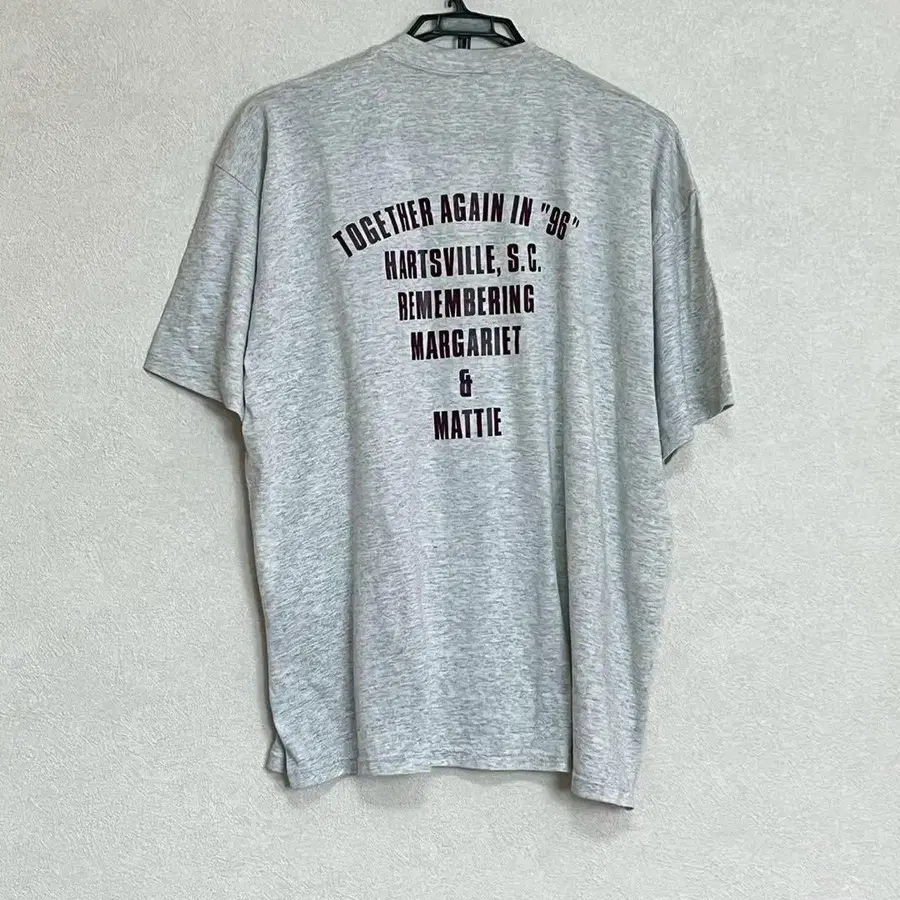 TOGETHER AGAIN IN "96"
HARTSVILLE, S.C.
REMEMBERING
MARGARIET
&
MATTIE